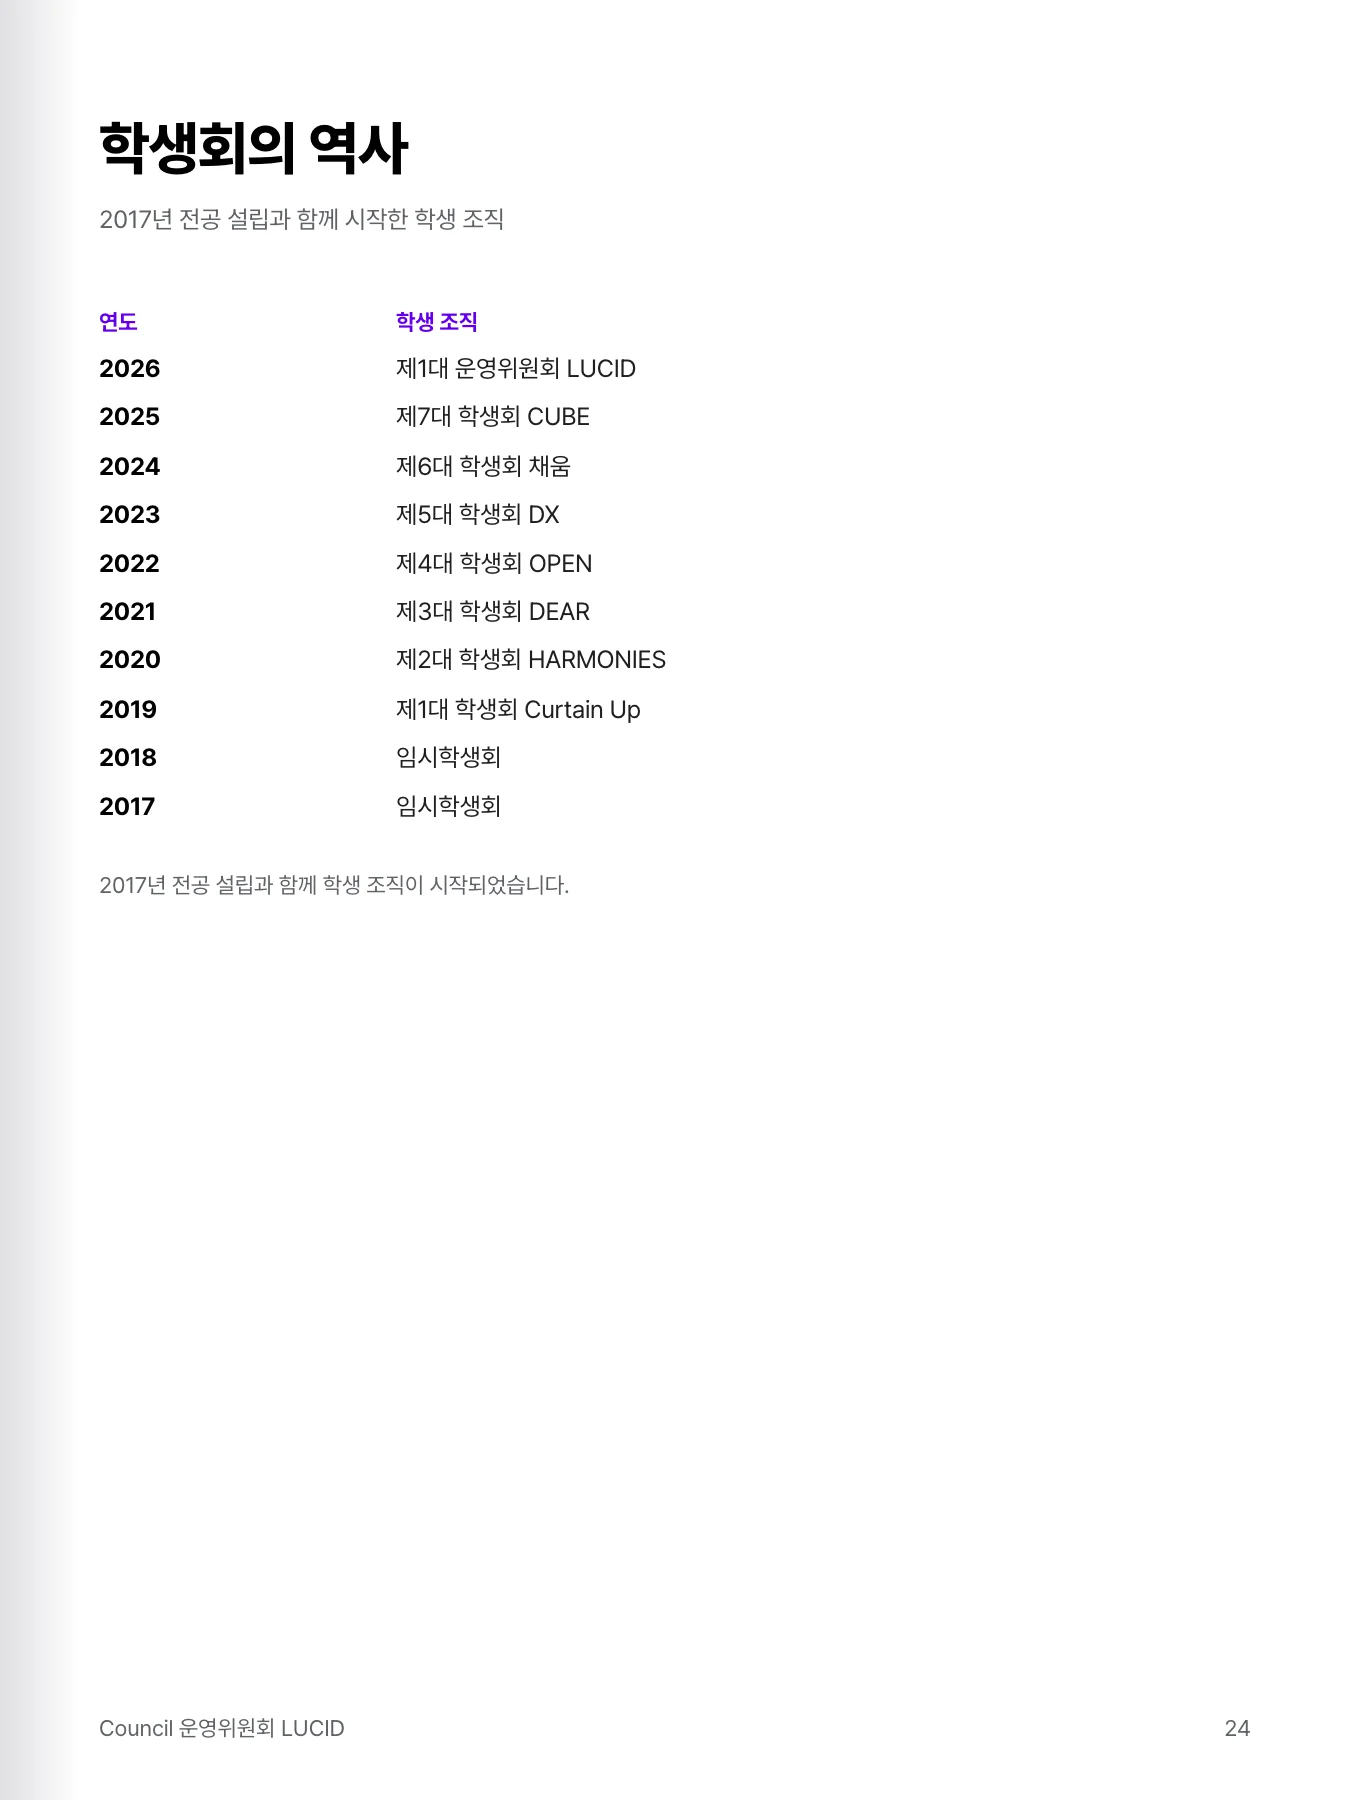 학생회의 역사
2017년 전공 설립과 함께 시작한 학생 조직
연도 학생 조직
2026 제1대 운영위원회 LUCID
2025 제7대 학생회 CUBE
2024 제6대 학생회 채움
2023 제5대 학생회 DX
2022 제4대 학생회 OPEN
2021 제3대 학생회 DEAR
2020 제2대 학생회 HARMONIES
2019 제1대 학생회 Curtain Up
2018 임시학생회
2017 임시학생회
2017년 전공 설립과 함께 학생 조직이 시작되었습니다.
Council 운영위원회 LUCID 24